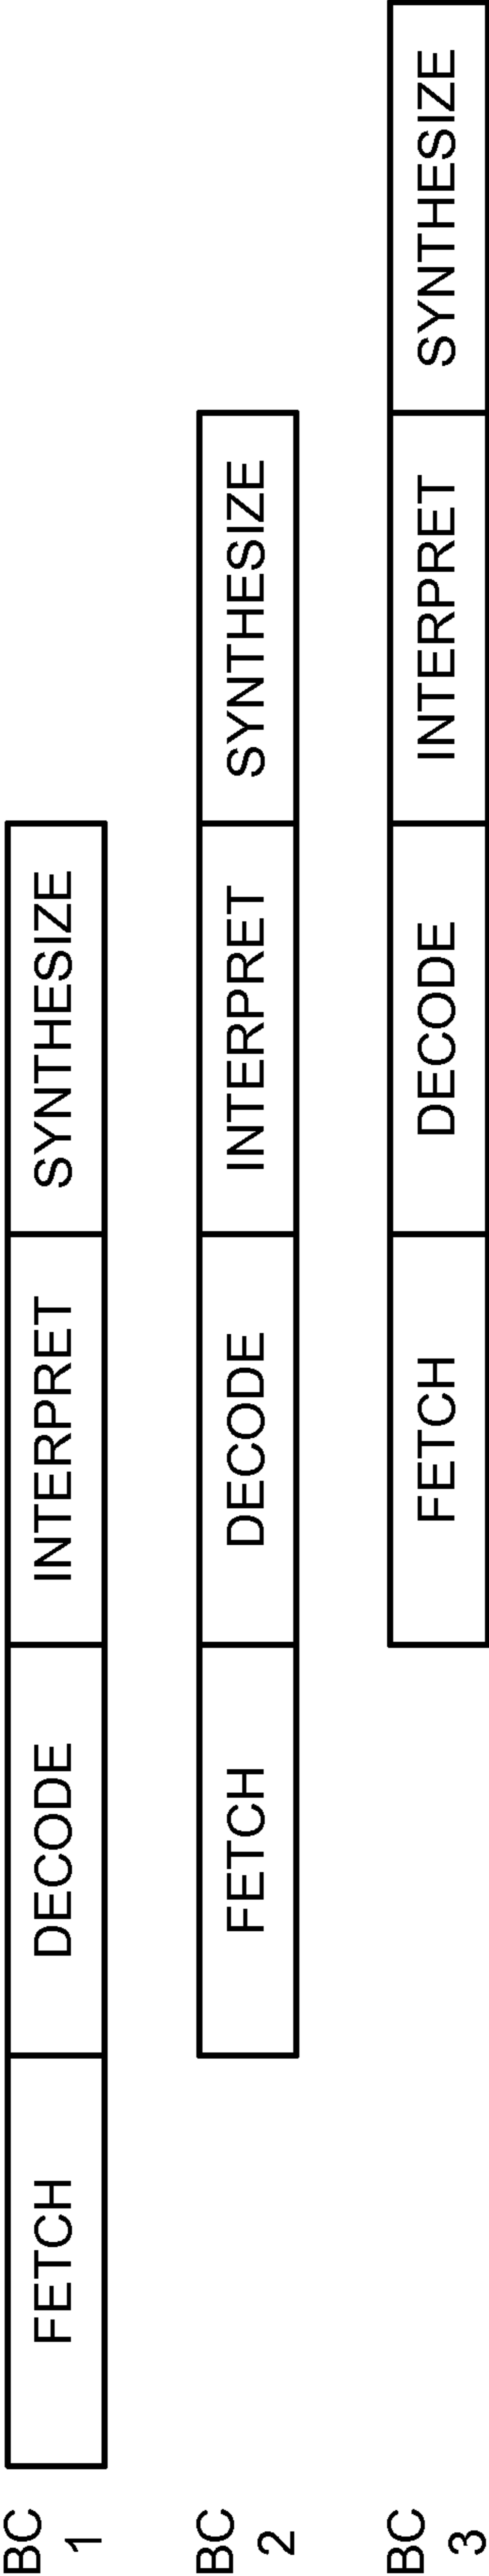 BC
1
FETCH
DECODE
INTERPRET
SYNTHESIZE
BC
2
FETCH
DECODE
INTERPRET
SYNTHESIZE
BC
3
FETCH
DECODE
INTERPRET
SYNTHESIZE